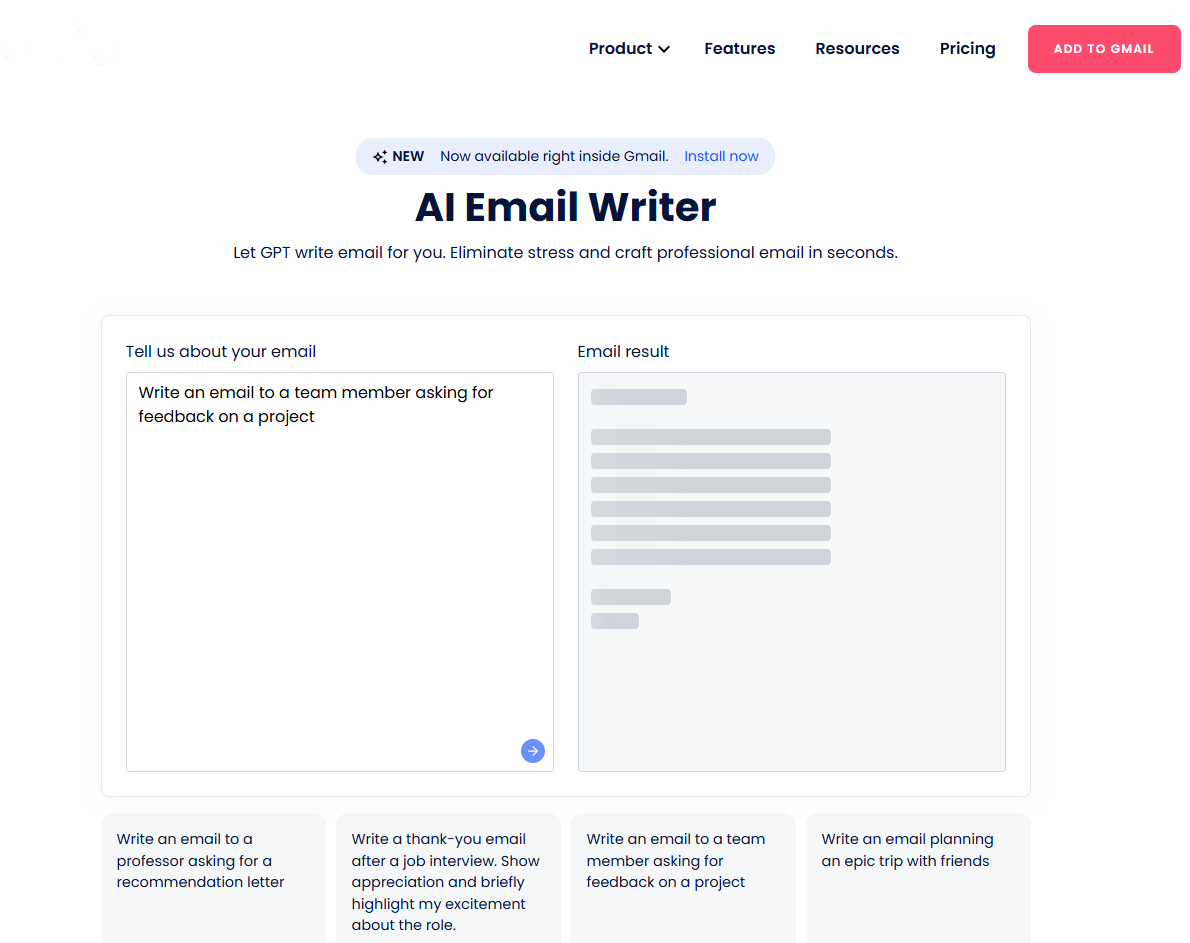 Product
Features
Resources
Pricing
ADD TO GMAIL
NEW Now available right inside Gmail. Install now
AI Email Writer
Let GPT write email for you. Eliminate stress and craft professional email in seconds.
Tell us about your email
Write an email to a team member asking for
feedback on a project
Email result
Write an email to a
professor asking for a
recommendation letter
Write a thank-you email
after a job interview. Show
appreciation and briefly
highlight my excitement
about the role.
Write an email to a team
member asking for
feedback on a project
Write an email planning
an epic trip with friends